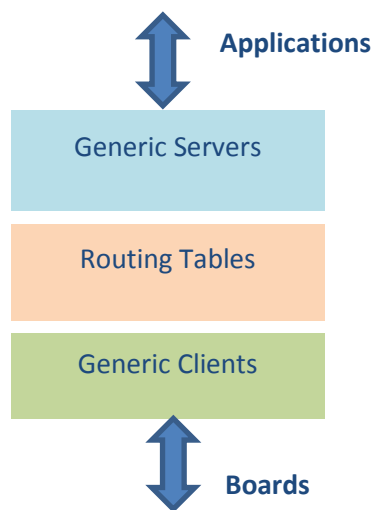 Applications
Generic Servers
Routing Tables
Generic Clients
Boards